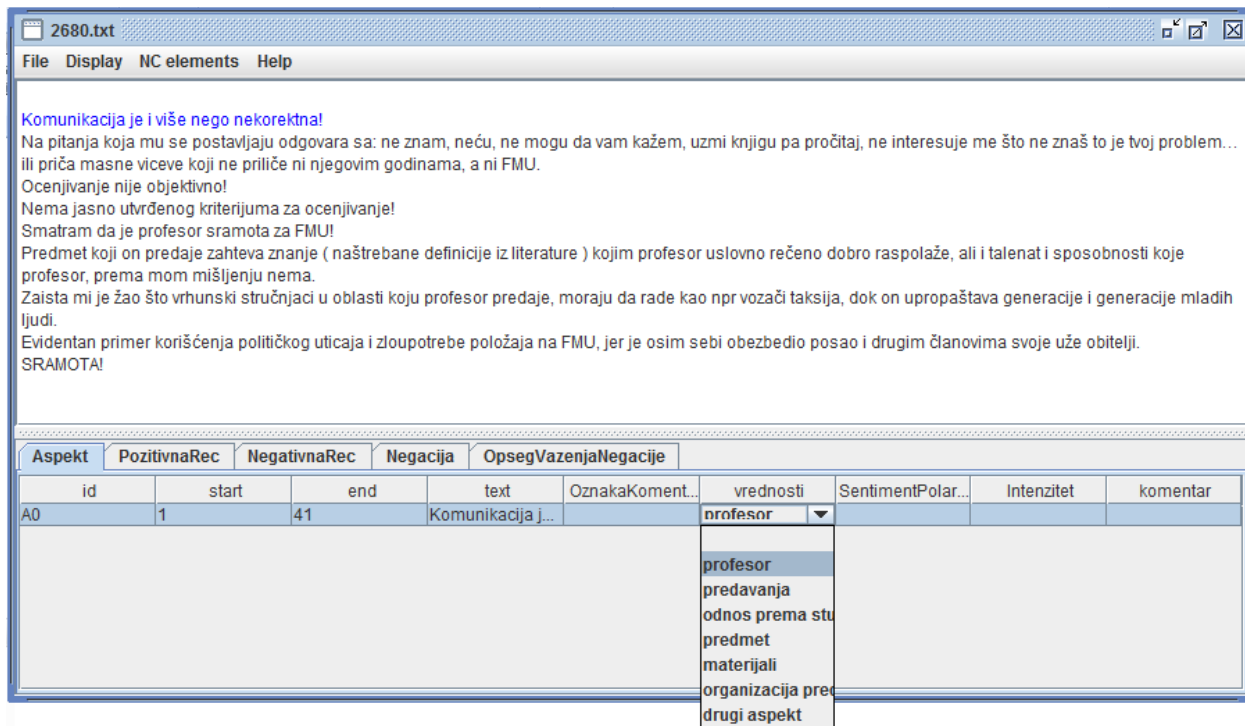 2680.txt
File Display NC elements Help
Komunikacija je i više nego nekorektna!
Na pitanja koja mu se postavljaju odgovara sa: ne znam, neću, ne mogu da vam kažem, uzmi knjigu pa pročitaj, ne interesuje me što ne znaš to je tvoj problem…
ili priča masne viceve koji ne priliče ni njegovim godinama, a ni FMU.
Ocenjivanje nije objektivno!
Nema jasno utvrđenog kriterijuma za ocenjivanje!
Smatram da je profesor sramota za FMU!
Predmet koji on predaje zahteva znanje ( naštrebane definicije iz literature ) kojim profesor uslovno rečeno dobro raspolaže, ali i talenat i sposobnosti koje
profesor, prema mom mišljenju nema.
Zaista mi je žao što vrhunski stručnjaci u oblasti koju profesor predaje, moraju da rade kao npr vozači taksija, dok on upropaštava generacije i generacije mladih
ljudi.
Evidentan primer korišćenja političkog uticaja i zloupotrebe položaja na FMU, jer je osim sebi obezbedio posao i drugim članovima svoje uže obitelji.
SRAMOTA!
Aspekt PozitivnaRec NegativnaRec Negacija OpsegVazenjaNegacije
id start end text OznakaKoment... vrednosti SentimentPolar... Intenzitet komentar
A0 1 41 Komunikacija j... profesor
profesor
predavanja
odnos prema stu
predmet
materijali
organizacija pred
drugi aspekt